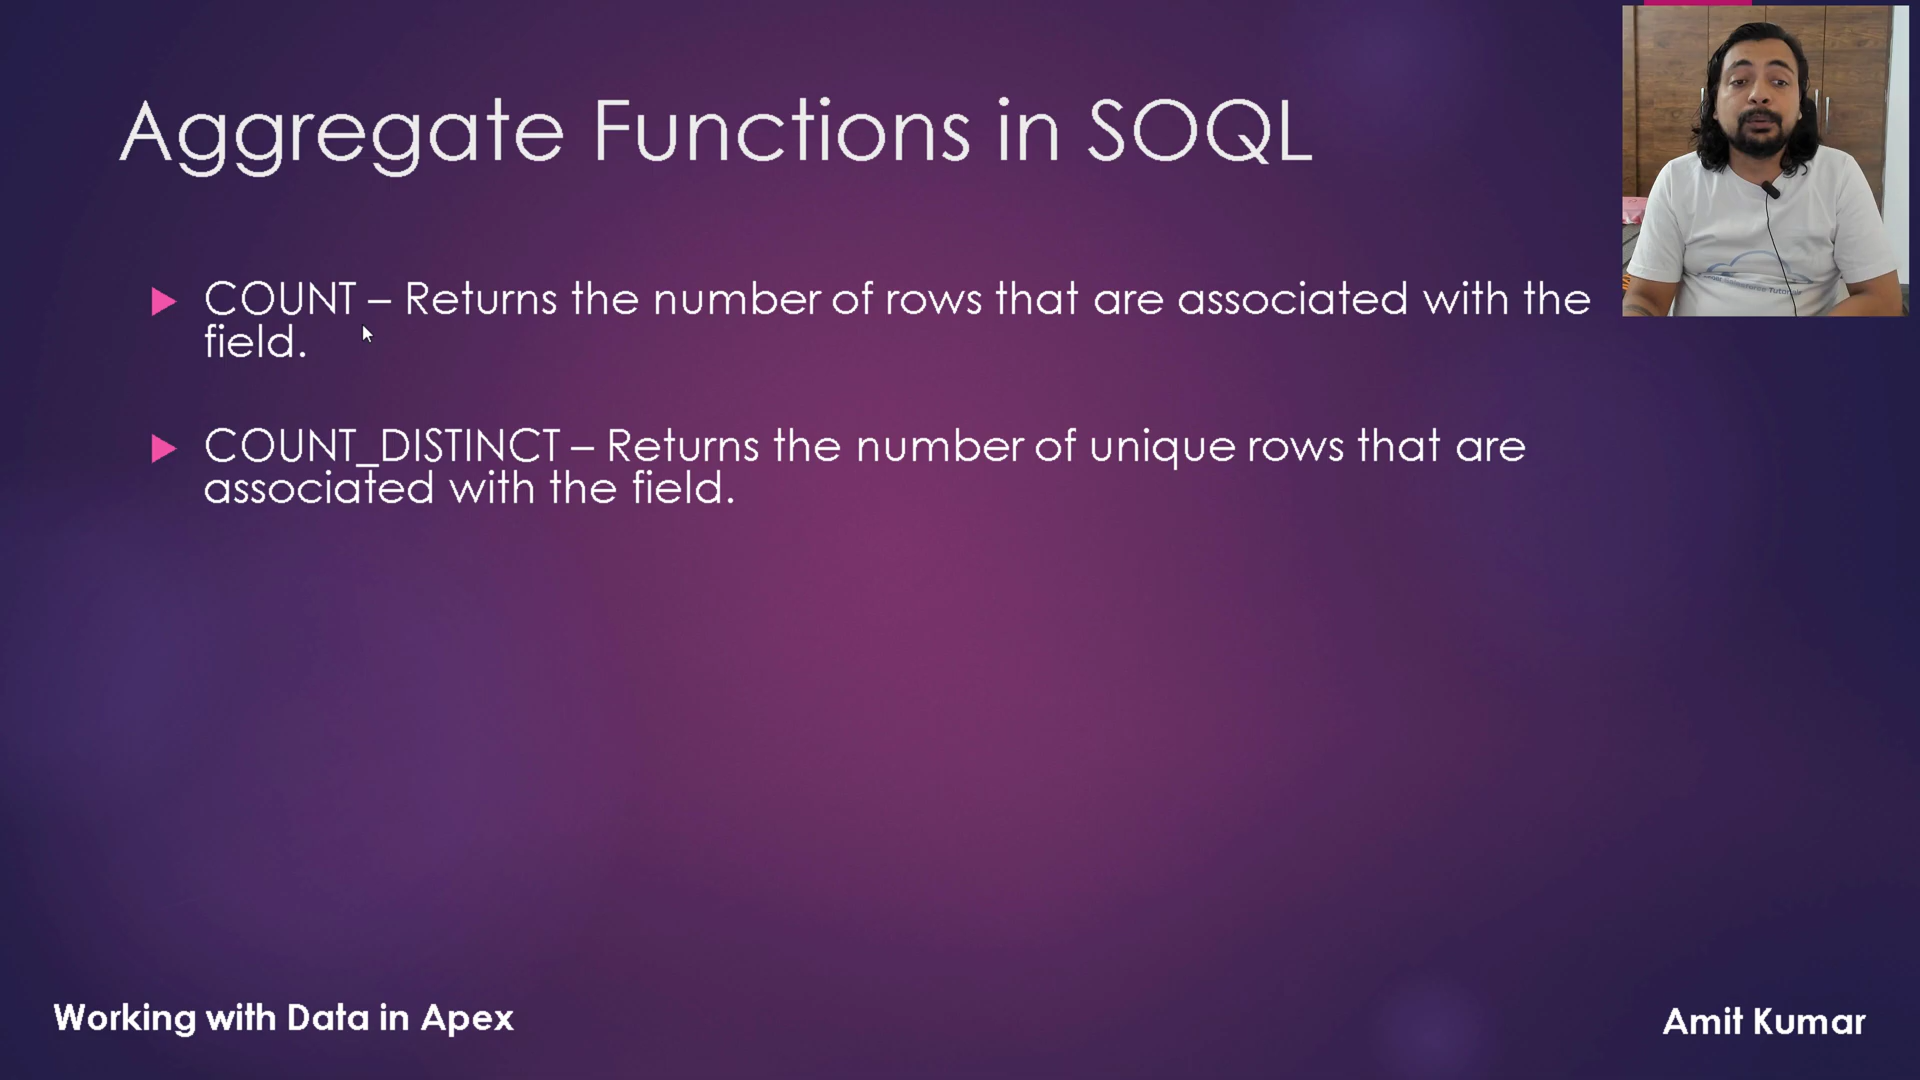 Aggregate Functions in SOQL
COUNT – Returns the number of rows that are associated with the
field.
COUNT_DISTINCT – Returns the number of unique rows that are
associated with the field.
Working with Data in Apex
Amit Kumar